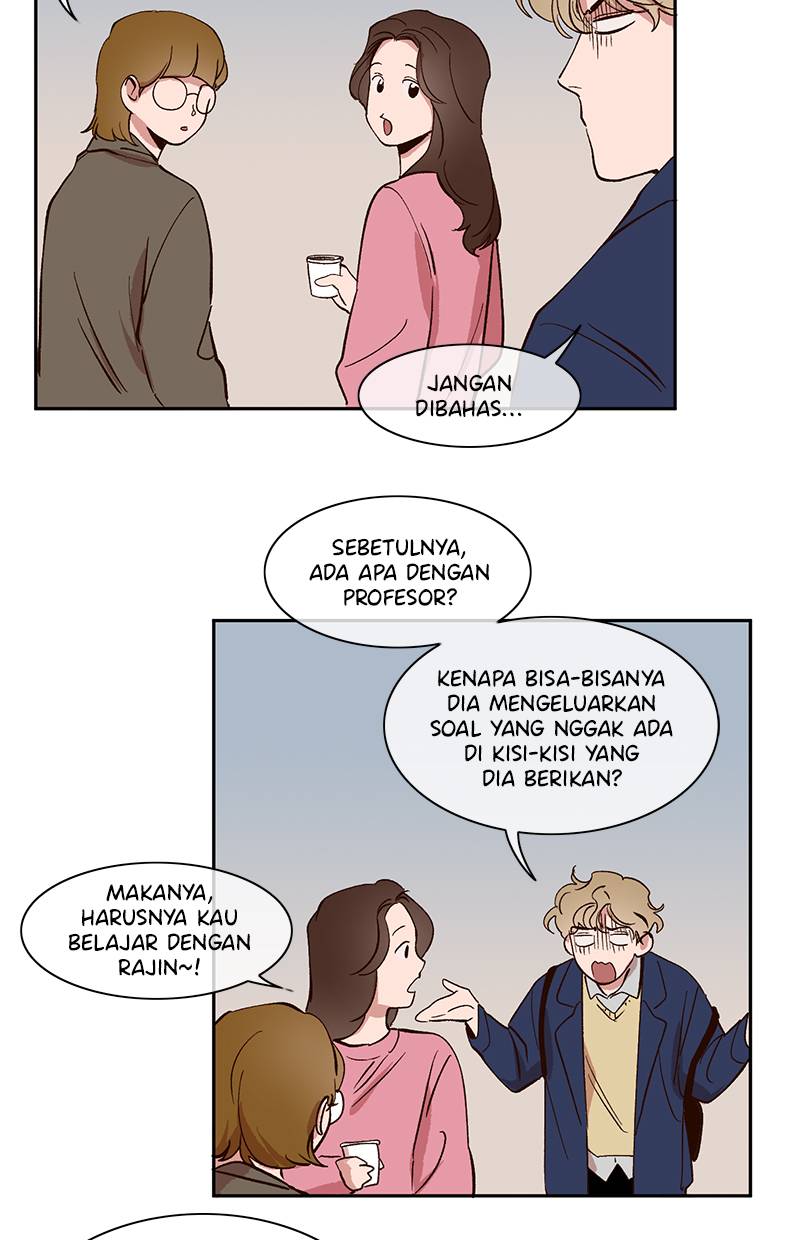 JANGAN
DIBAHAS...
SEBETULNYA,
ADA APA DENGAN
PROFESOR?
KENAPA BISA-BISANYA
DIA MENGELUARKAN
SOAL YANG NGGAK ADA
DI KISI-KISI YANG
DIA BERIKAN?
MAKANYA,
HARUSNYA KAU
BELAJAR DENGAN
RAJIN~!